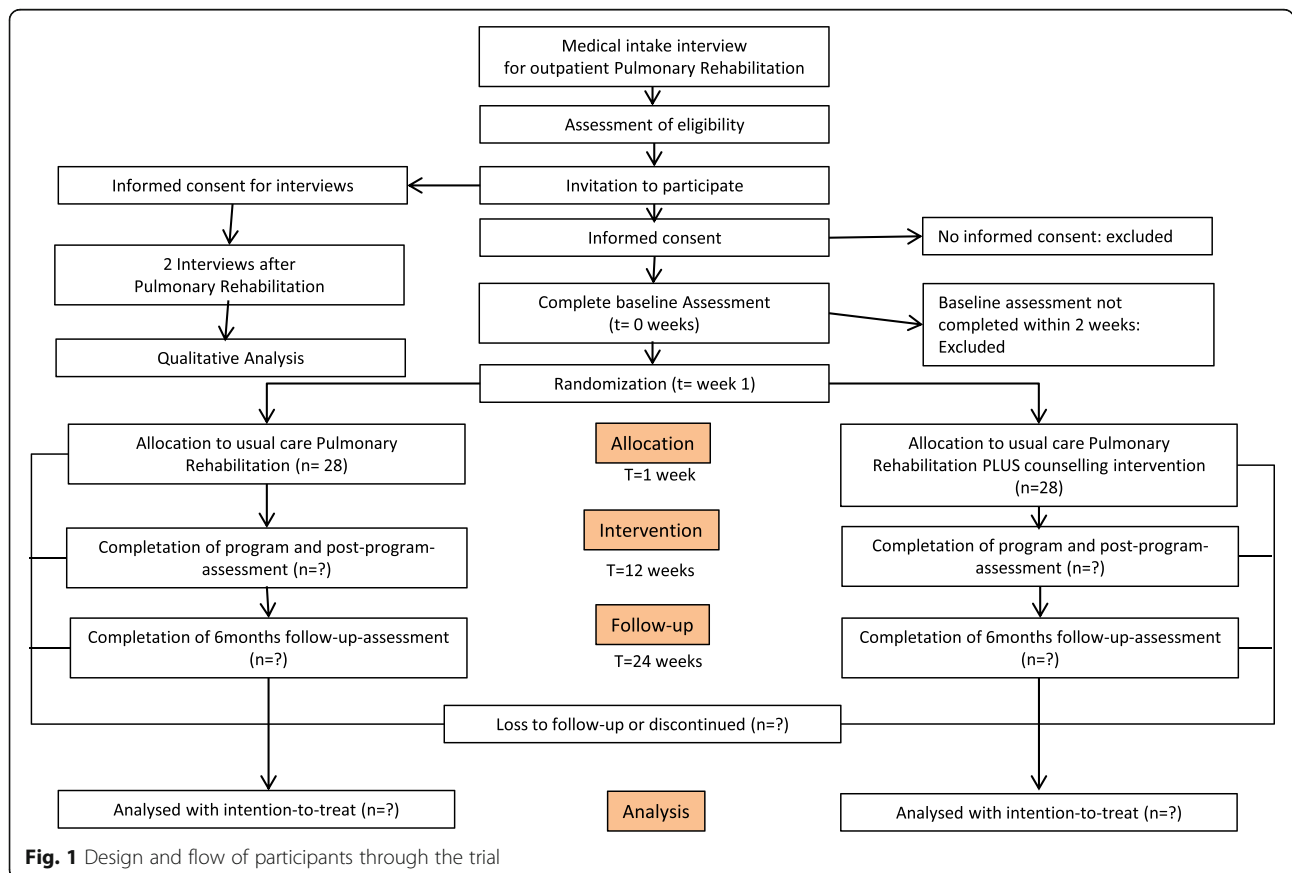 Medical intake interview
for outpatient Pulmonary Rehabilitation
Assessment of eligibility
Informed consent for interviews
Invitation to participate
Informed consent
No informed consent: excluded
2 Interviews after
Pulmonary Rehabilitation
Complete baseline Assessment
(t= 0 weeks)
Baseline assessment not
completed within 2 weeks:
Excluded
Qualitative Analysis
Randomization (t= week 1)
Allocation to usual care Pulmonary
Rehabilitation (n= 28)
Allocation
T=1 week
Allocation to usual care Pulmonary
Rehabilitation PLUS counselling intervention
(n=28)
Completation of program and post-program-
assessment (n=?)
Intervention
T=12 weeks
Completation of program and post-program-
assessment (n=?)
Completation of 6months follow-up-assessment
(n=?)
Follow-up
T=24 weeks
Completation of 6months follow-up-assessment
(n=?)
Loss to follow-up or discontinued (n=?)
Analysed with intention-to-treat (n=?)
Analysis
Analysed with intention-to-treat (n=?)
Fig. 1 Design and flow of participants through the trial